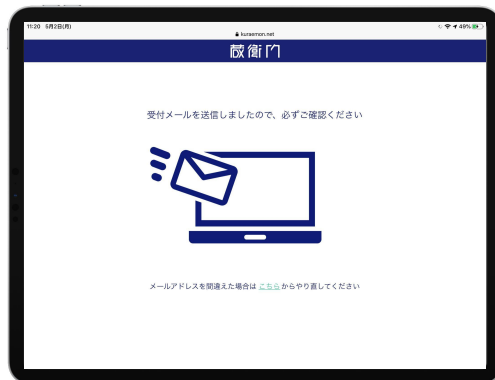 11:20 5月2日(月)
49%
kuraemon.net
蔵衛門
受付メールを送信しましたので、必ずご確認ください
メールアドレスを間違えた場合は こちら からやり直してください